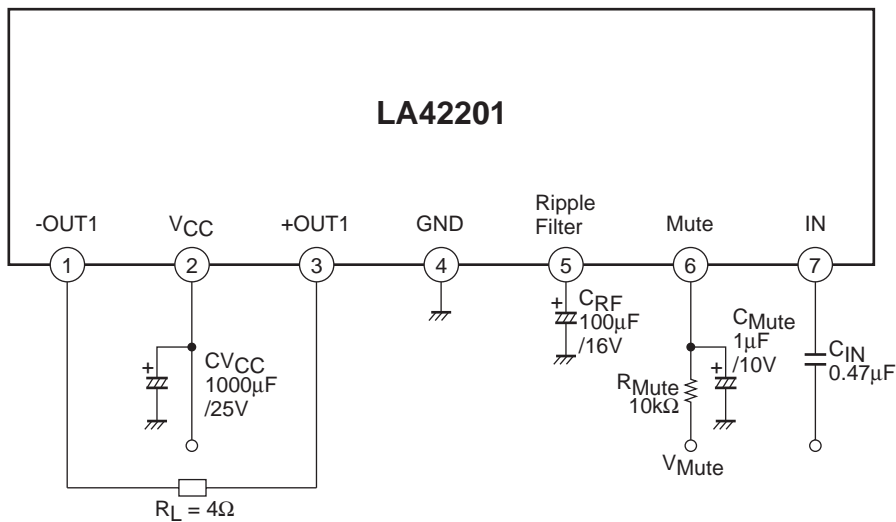 LA42201
-OUT1
VCC
+OUT1
GND
Ripple
Filter
Mute
IN
1
2
3
4
5
6
7
+
CVCC
1000μF
/25V
+
CRF
100μF
/16V
RMute
10kΩ
VMute
+
CMute
1μF
/10V
CIN
0.47μF
RL = 4Ω